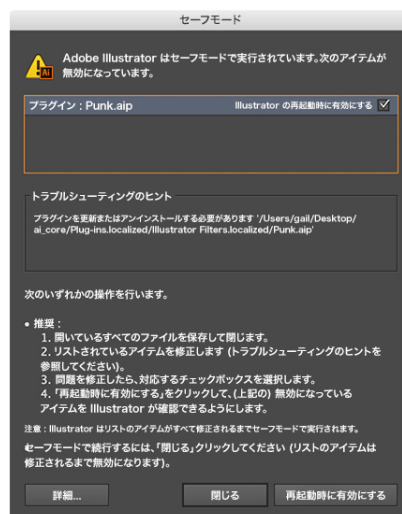 セーフモード
Adobe Illustrator はセーフモードで実行されています。次のアイテムが
無効になっています。
Ai
プラグイン : Punk.aip Illustrator の再起動時に有効にする
トラブルシューティングのヒント
プラグインを更新またはアンインストールする必要があります '/Users/gail/Desktop/
ai_core/Plug-ins.localized/Illustrator Filters.localized/Punk.aip'
次のいずれかの操作を行います。
• 推奨 :
1. 開いているすべてのファイルを保存して閉じます。
2. リストされているアイテムを修正します (トラブルシューティングのヒントを
参照してください)。
3. 問題を修正したら、対応するチェックボックスを選択します。
4. 「再起動時に有効にする」をクリックして、(上記の) 無効になっている
アイテムを Illustrator が確認できるようにします。
注意 : Illustrator はリストのアイテムがすべて修正されるまでセーフモードで実行されます。
セーフモードで続行するには、「閉じる」クリックしてください (リストのアイテムは
修正されるまで無効になります)。
詳細... 閉じる 再起動時に有効にする